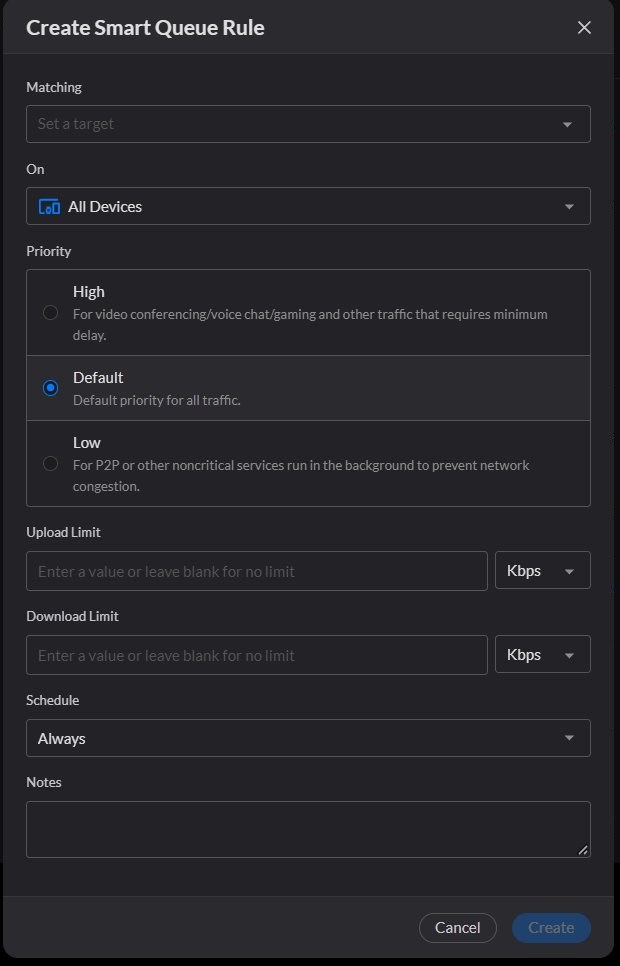 Create Smart Queue Rule
Matching
Set a target
On
All Devices
Priority
High
For video conferencing/voice chat/gaming and other traffic that requires minimum
delay.
Default
Default priority for all traffic.
Low
For P2P or other noncritical services run in the background to prevent network
congestion.
Upload Limit
Enter a value or leave blank for no limit
Kbps
Download Limit
Enter a value or leave blank for no limit
Kbps
Schedule
Always
Notes
Cancel
Create